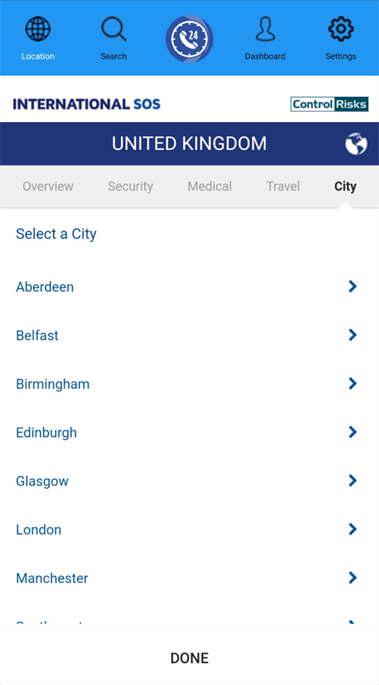 24
Location
Search
Dashboard
Settings
INTERNATIONAL SOS
Control Risks
UNITED KINGDOM
Overview
Security
Medical
Travel
City
Select a City
Aberdeen
Belfast
Birmingham
Edinburgh
Glasgow
London
Manchester
DONE